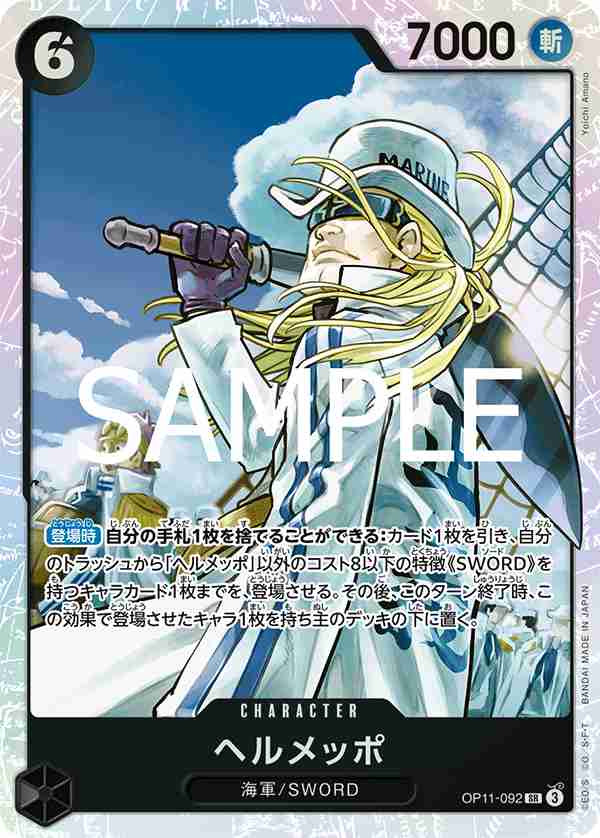 6
7000
斬
Yoichi Amano
MARINE
SAMPLE
登場時 自分の手札1枚を捨てることができる:カード1枚を引き、自分
のトラッシュから「ヘルメッポ」以外のコスト8以下の特徴《SWORD》を
持つキャラカード1枚までを、登場させる。その後、このターン終了時、こ
の効果で登場させたキャラ1枚を持ち主のデッキの下に置く。
CHARACTER
ヘルメッポ
海軍/SWORD
OP11-092 SR 3
©E.O/S ©O. S・F・T BANDAI MADE IN JAPAN